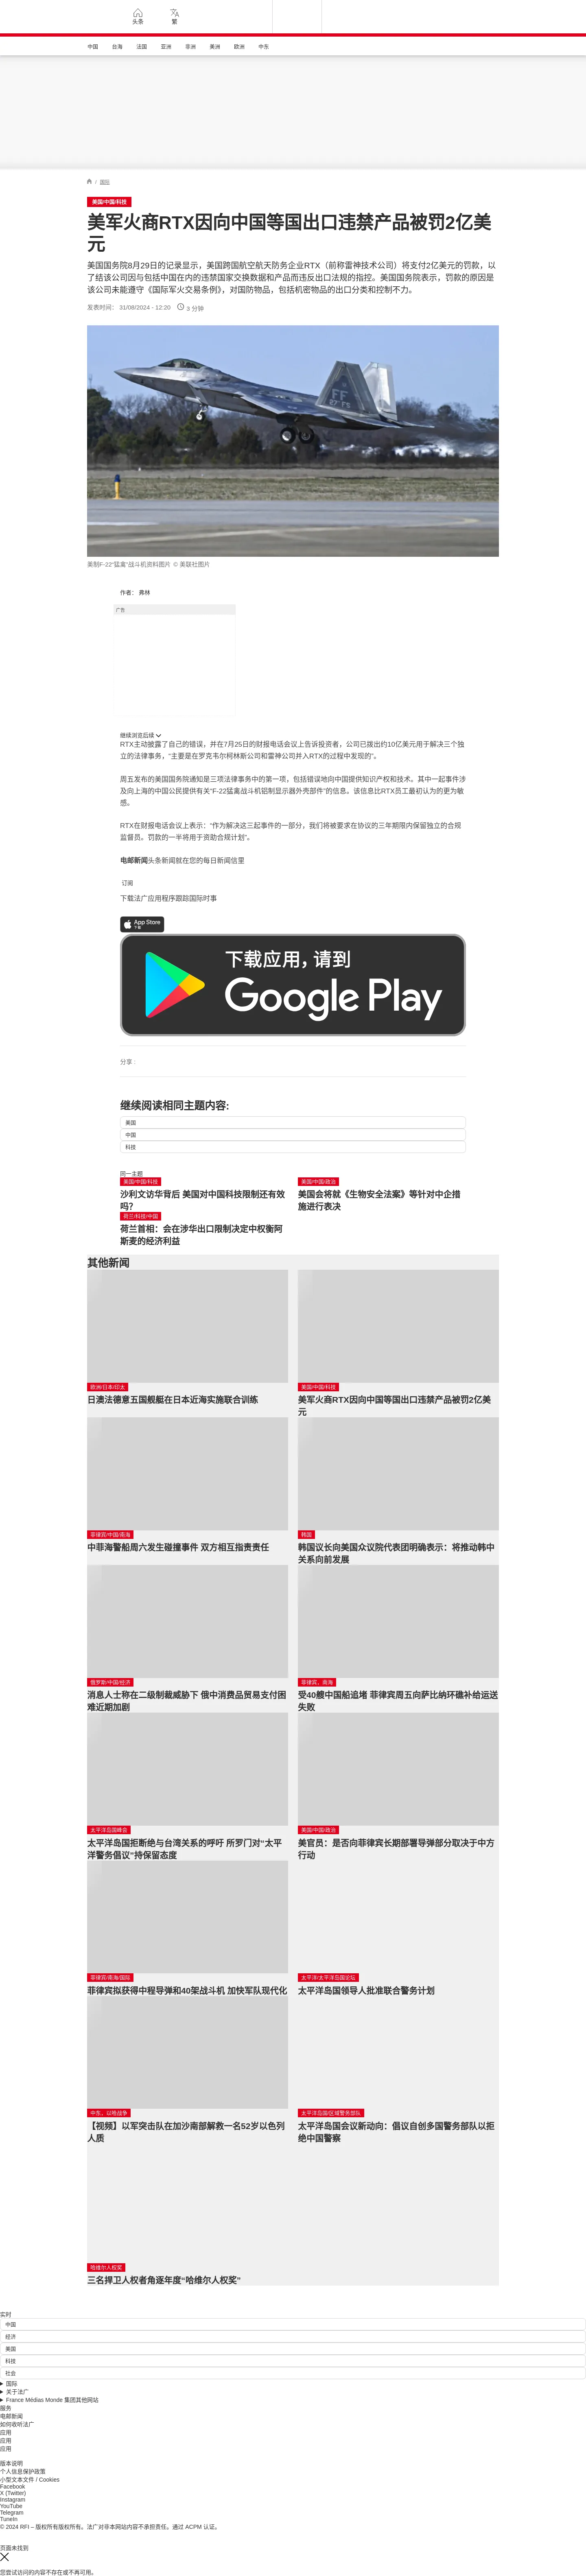 头条
繁
中国
台海
法国
亚洲
非洲
美洲
欧洲
中东
/ 国际
美国/中国/科技
美军火商RTX因向中国等国出口违禁产品被罚2亿美
元
美国国务院8月29日的记录显示，美国跨国航空航天防务企业RTX（前称雷神技术公司）将支付2亿美元的罚款，以
了结该公司因与包括中国在内的违禁国家交换数据和产品而违反出口法规的指控。美国国务院表示，罚款的原因是
该公司未能遵守《国际军火交易条例》，对国防物品，包括机密物品的出口分类和控制不力。
发表时间： 31/08/2024 - 12:20
3 分钟
FF
美制F-22“猛禽”战斗机资料图片 © 美联社图片
作者： 弗林
广告
继续浏览后续
RTX主动披露了自己的错误，并在7月25日的财报电话会议上告诉投资者，公司已拨出约10亿美元用于解决三个独
立的法律事务，“主要是在罗克韦尔柯林斯公司和雷神公司并入RTX的过程中发现的”。
周五发布的美国国务院通知是三项法律事务中的第一项，包括错误地向中国提供知识产权和技术。其中一起事件涉
及向上海的中国公民提供有关“F-22猛禽战斗机铝制显示器外壳部件”的信息。该信息比RTX员工最初认为的更为敏
感。
RTX在财报电话会议上表示：“作为解决这三起事件的一部分，我们将被要求在协议的三年期限内保留独立的合规
监督员。罚款的一半将用于资助合规计划”。
电邮新闻头条新闻就在您的每日新闻信里
订阅
下载法广应用程序跟踪国际时事
App Store
下载
下载应用，请到
Google Play
分享 :
继续阅读相同主题内容:
美国
中国
科技
同一主题
美国/中国/科技
沙利文访华背后 美国对中国科技限制还有效
吗？
美国/中国/政治
美国会将就《生物安全法案》等针对中企措
施进行表决
荷兰/科技/中国
荷兰首相：会在涉华出口限制决定中权衡阿
斯麦的经济利益
其他新闻
欧洲/日本/印太
日澳法德意五国舰艇在日本近海实施联合训练
美国/中国/科技
美军火商RTX因向中国等国出口违禁产品被罚2亿美
元
菲律宾/中国/南海
中菲海警船周六发生碰撞事件 双方相互指责责任
韩国
韩国议长向美国众议院代表团明确表示：将推动韩中
关系向前发展
俄罗斯/中国/经济
消息人士称在二级制裁威胁下 俄中消费品贸易支付困
难近期加剧
菲律宾，南海
受40艘中国船追堵 菲律宾周五向萨比纳环礁补给运送
失败
太平洋岛国峰会
太平洋岛国拒断绝与台湾关系的呼吁 所罗门对“太平
洋警务倡议”持保留态度
美国/中国/政治
美官员：是否向菲律宾长期部署导弹部分取决于中方
行动
菲律宾/南海/国际
菲律宾拟获得中程导弹和40架战斗机 加快军队现代化
太平洋/太平洋岛国论坛
太平洋岛国领导人批准联合警务计划
中东，以哈战争
【视频】以军突击队在加沙南部解救一名52岁以色列
人质
太平洋岛国/区域警务部队
太平洋岛国会议新动向：倡议自创多国警务部队以拒
绝中国警察
哈维尔人权奖
三名捍卫人权者角逐年度“哈维尔人权奖”
实时
中国
经济
美国
科技
社会
国际
关于法广
France Médias Monde 集团其他网站
服务
电邮新闻
如何收听法广
应用
应用
应用
版本说明
个人信息保护政策
小型文本文件 / Cookies
Facebook
X (Twitter)
Instagram
YouTube
Telegram
TuneIn
© 2024 RFI – 版权所有版权所有。法广对非本网站内容不承担责任。通过 ACPM 认证。
页面未找到
您尝试访问的内容不存在或不再可用。